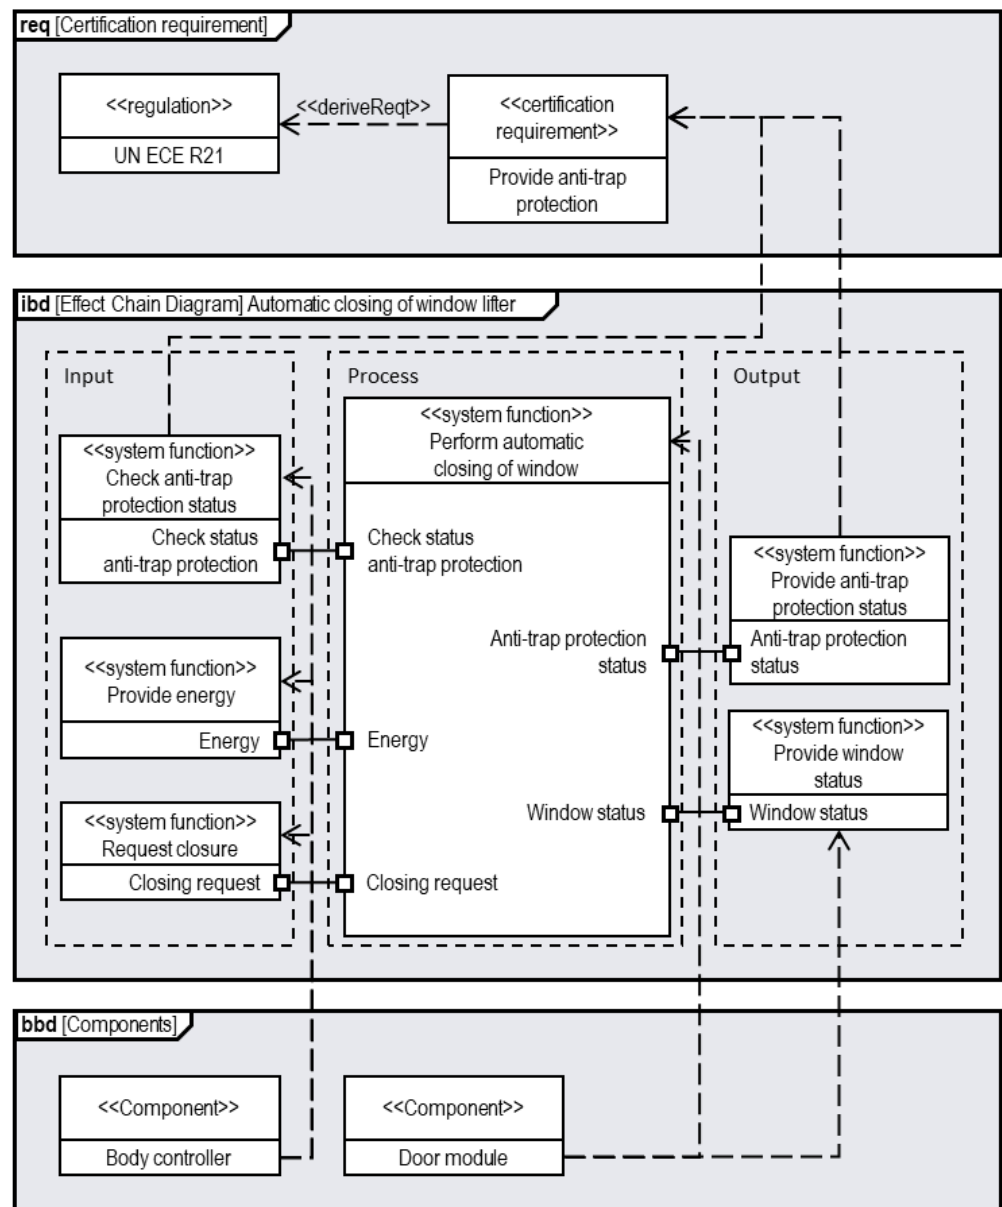 req [Certification requirement]
<<regulation>>
UN ECE R21
<<deriveReqt>>
<<certification
requirement>>
Provide anti-trap
protection
ibd [Effect Chain Diagram] Automatic closing of window lifter
Input
<<system function>>
Check anti-trap
protection status
Check status
anti-trap protection
<<system function>>
Provide energy
Energy
<<system function>>
Request closure
Closing request
Process
<<system function>>
Perform automatic
closing of window
Check status
anti-trap protection
Anti-trap protection
status
Energy
Window status
Closing request
Output
<<system function>>
Provide anti-trap
protection status
Anti-trap protection
status
<<system function>>
Provide window
status
Window status
bbd [Components]
<<Component>>
Body controller
<<Component>>
Door module